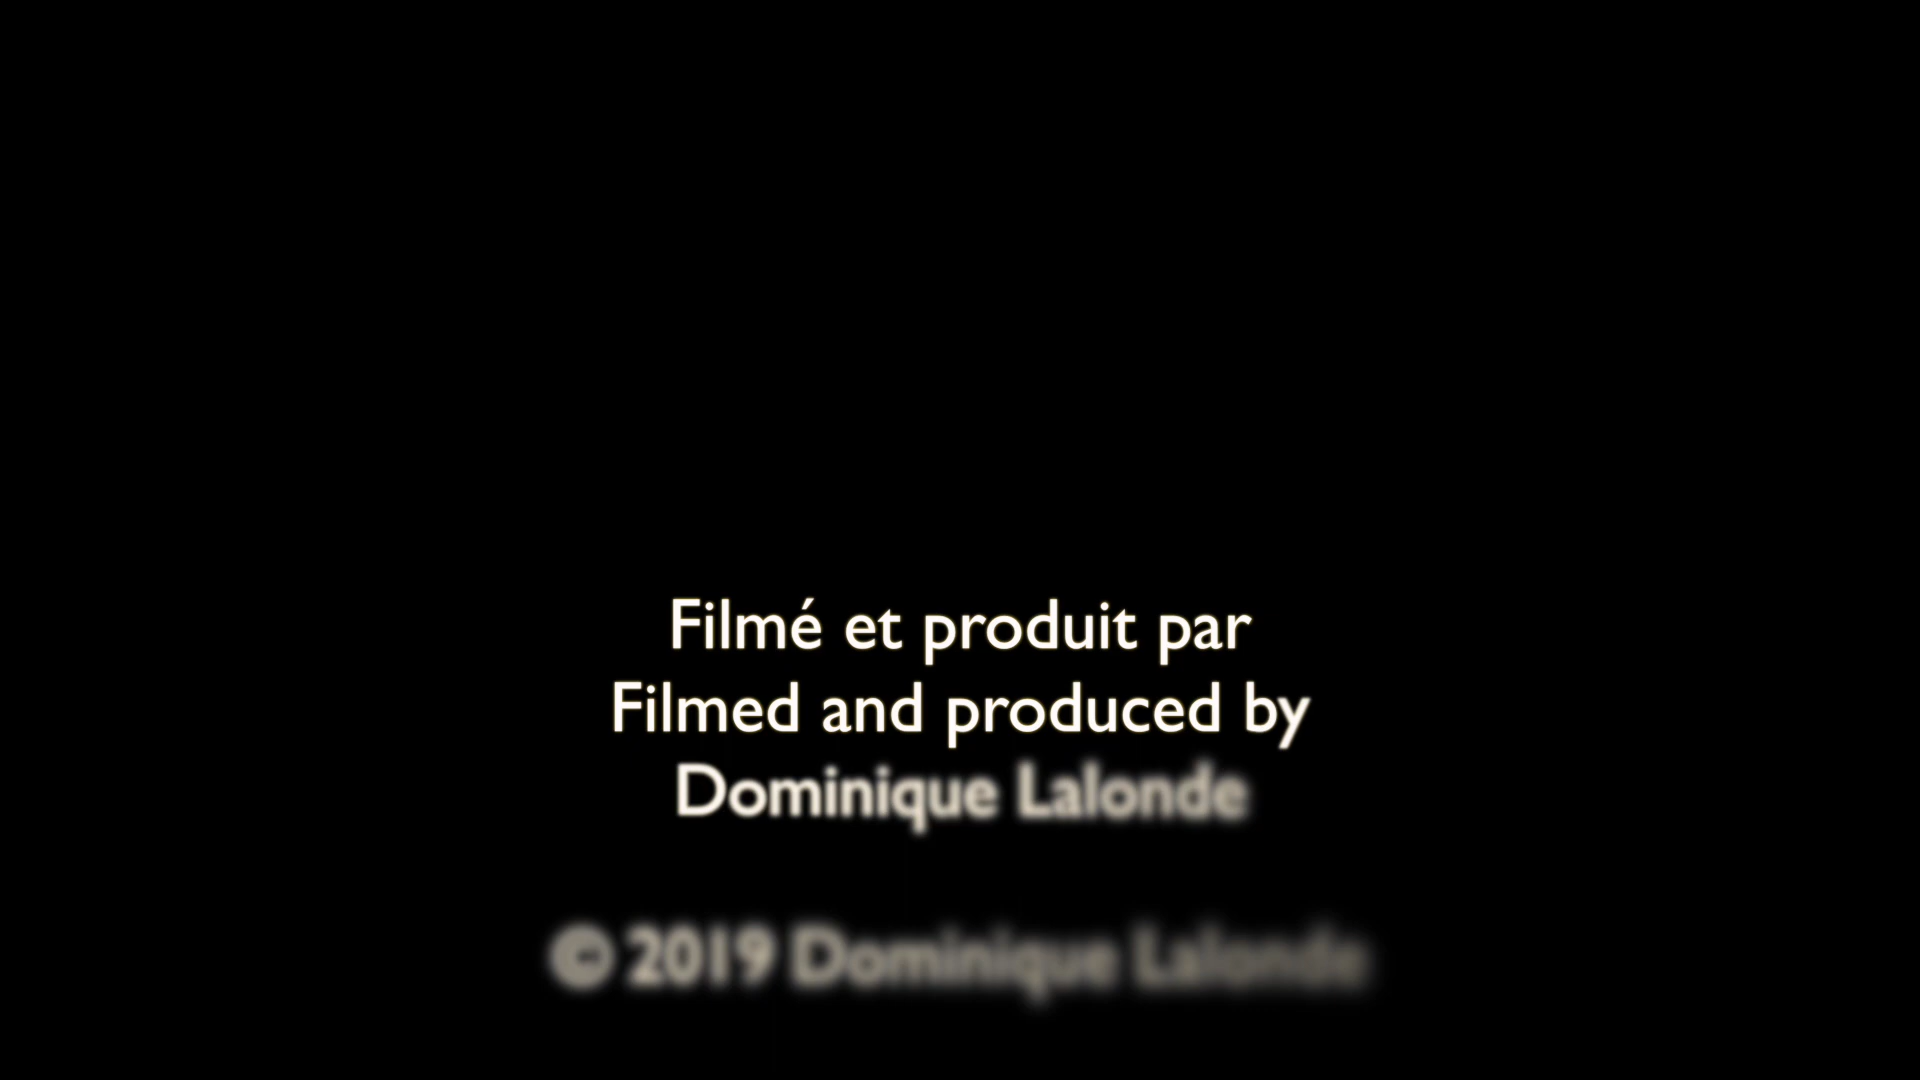 Filmé et produit par
Filmed and produced by
Dominique Lalonde
© 2019 Dominique Lalonde